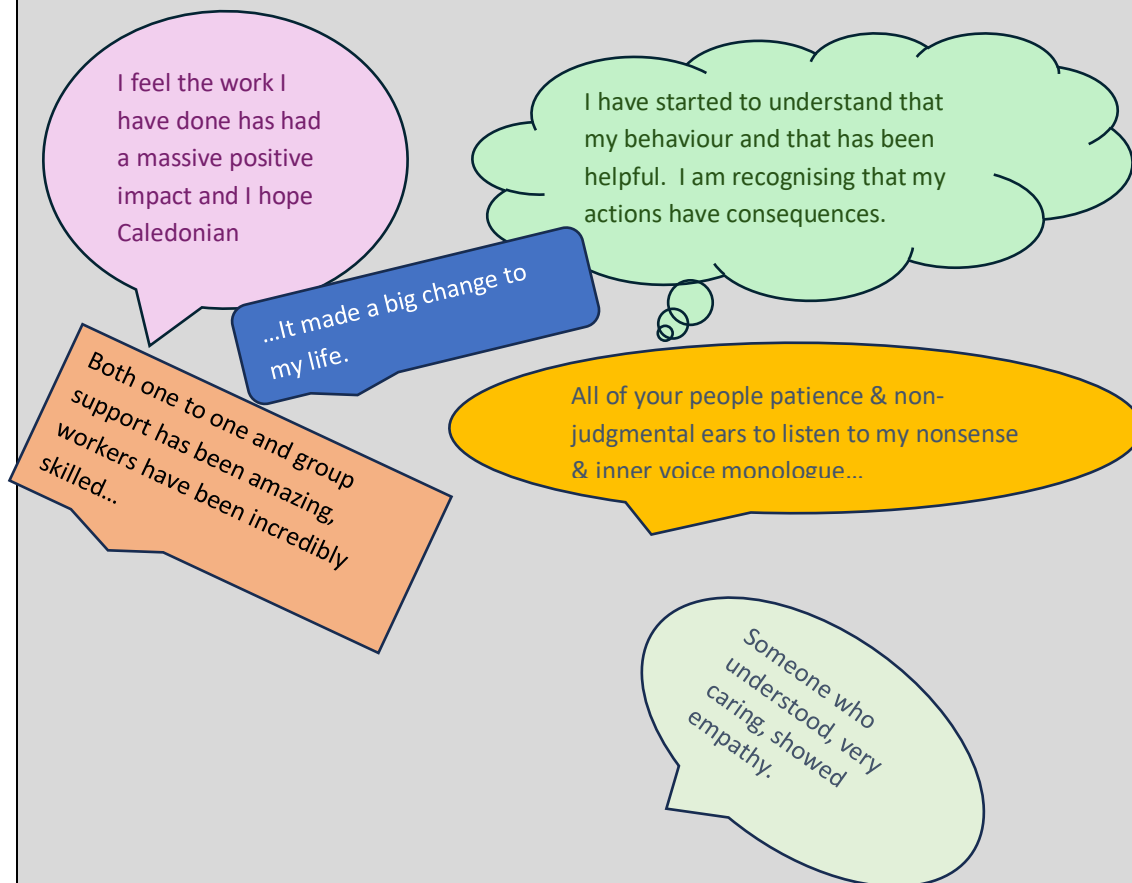 I feel the work I
have done has had
a massive positive
impact and I hope
Caledonian
I have started to understand that
my behaviour and that has been
helpful.  I am recognising that my
actions have consequences.
…It made a big change to
my life.
Both one to one and group
support has been amazing,
workers have been incredibly
skilled…
All of your people patience & non-
judgmental ears to listen to my nonsense
& inner voice monologue…
Someone who
understood, very
caring, showed
empathy.